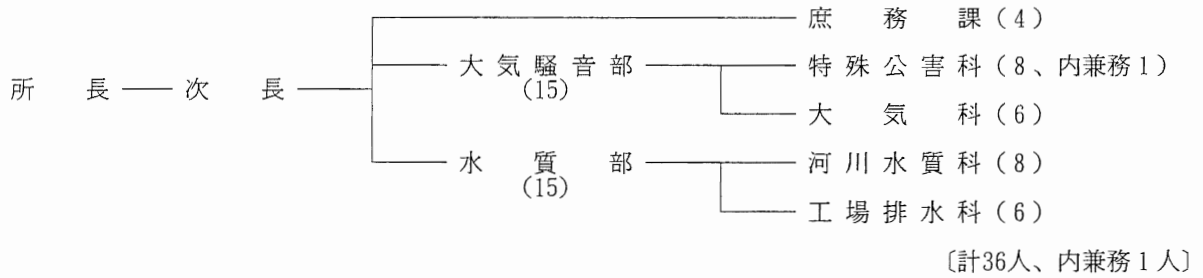 庶務課(4)
大気騒音部 特殊公害科(8、内兼務1)
所長 次長 (15)
大気科(6)
水質部 河川水質科(8)
(15)
工場排水科(6)
〔計36人、内兼務1人〕